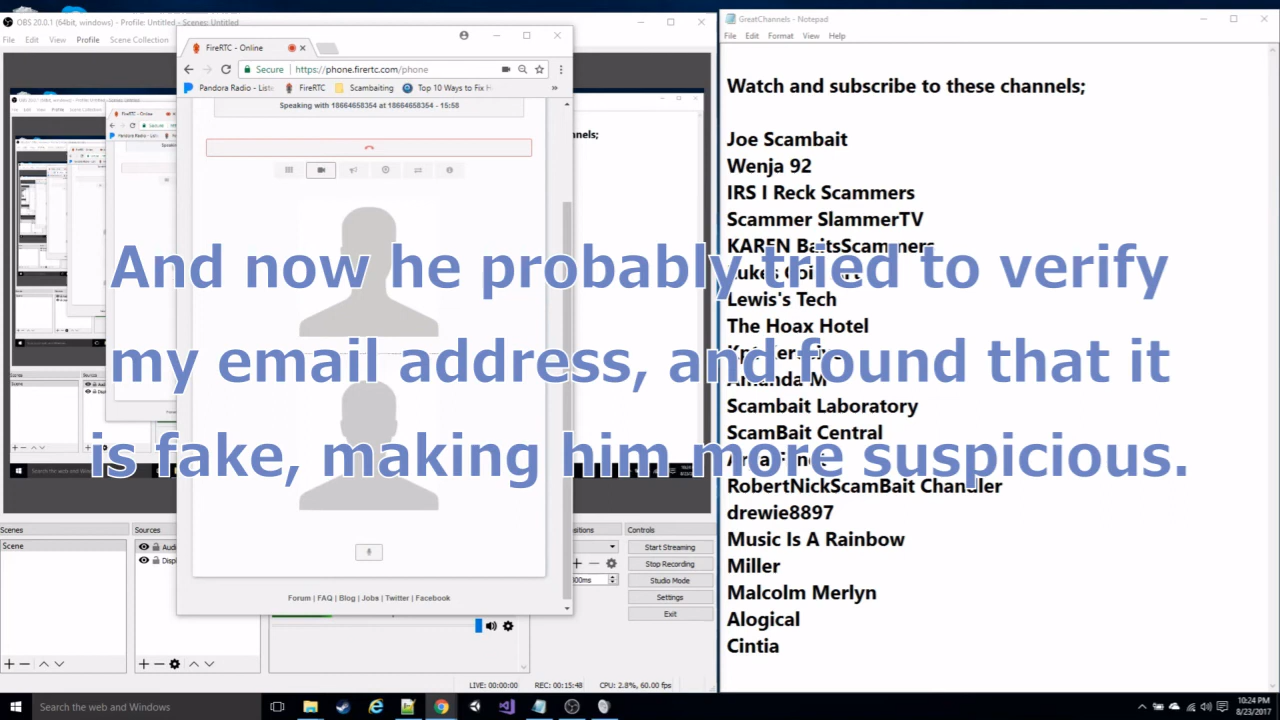 OBS 20.0.1 (64bit, windows) - Profile: Untitled - Scenes: Untitled
File Edit View Profile Scene Collection
FireRTC - Online
Secure | https://phone.firertc.com/phone
Pandora Radio - List FireRTC Scambaiting Top 10 Ways to Fix
Speaking with 18664658354 at 18664658354 - 15:58
Forum | FAQ | Blog | Jobs | Twitter | Facebook
GreatChannels - Notepad
File Edit Format View Help
Watch and subscribe to these channels;
Joe Scambait
Wenja 92
IRS I Reck Scammers
Scammer SlammerTV
KAREN BaitsScammers
Lewis's Tech
The Hoax Hotel
Amanda M
Scambait Laboratory
ScamBait Central
RobertNickScamBait Chandler
drewie8897
Music Is A Rainbow
Miller
Malcolm Merlyn
Alogical
Cintia
And now he probably tried to verify
my email address, and found that it
is fake, making him more suspicious.
Scenes
Scene
Sources
Audi
Displ
Controls
Start Streaming
Stop Recording
Studio Mode
Settings
Exit
LIVE: 00:00:00 REC: 00:15:48 CPU: 2.8%, 60.00 fps
Search the web and Windows
10:24 PM
8/23/2017